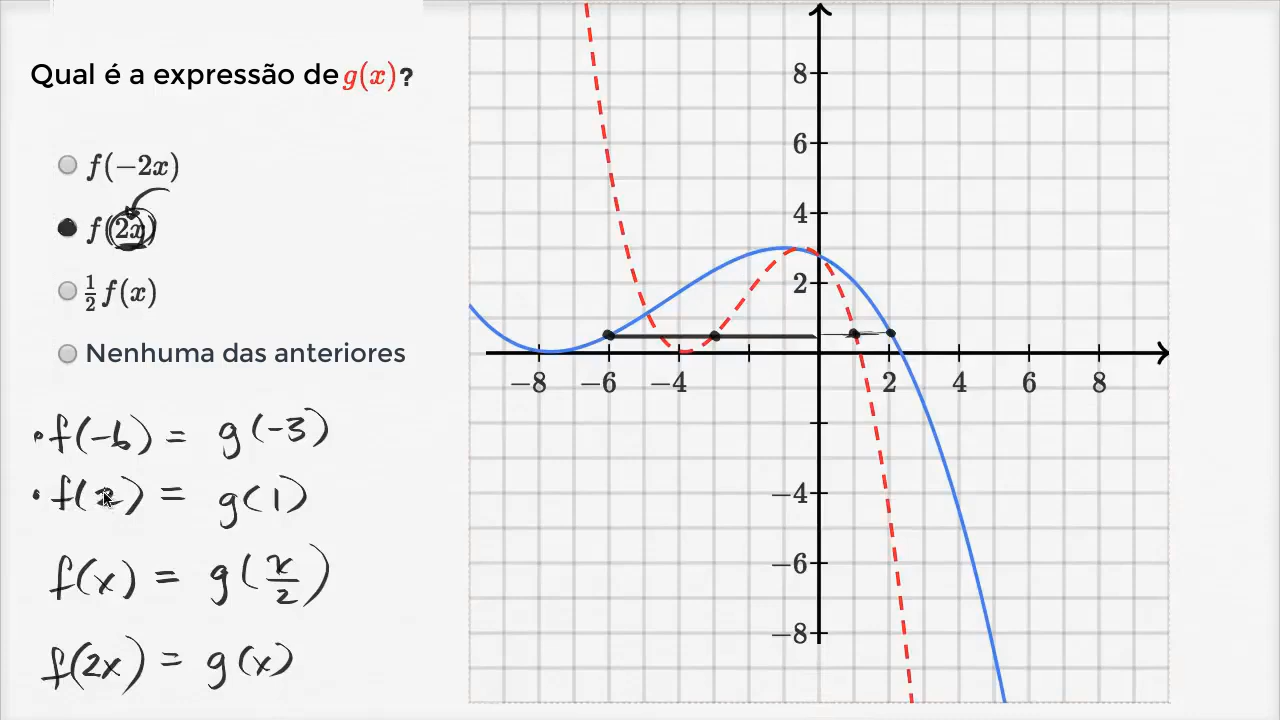 Qual é a expressão de g(x)?
f(−2x)
f(2x)
1/2 f(x)
Nenhuma das anteriores
• f(-6) = g(-3)
• f(2) = g(1)
f(x) = g(x/2)
f(2x) = g(x)
8
6
4
2
−8 −6 −4 2 4 6 8
−4
−6
−8